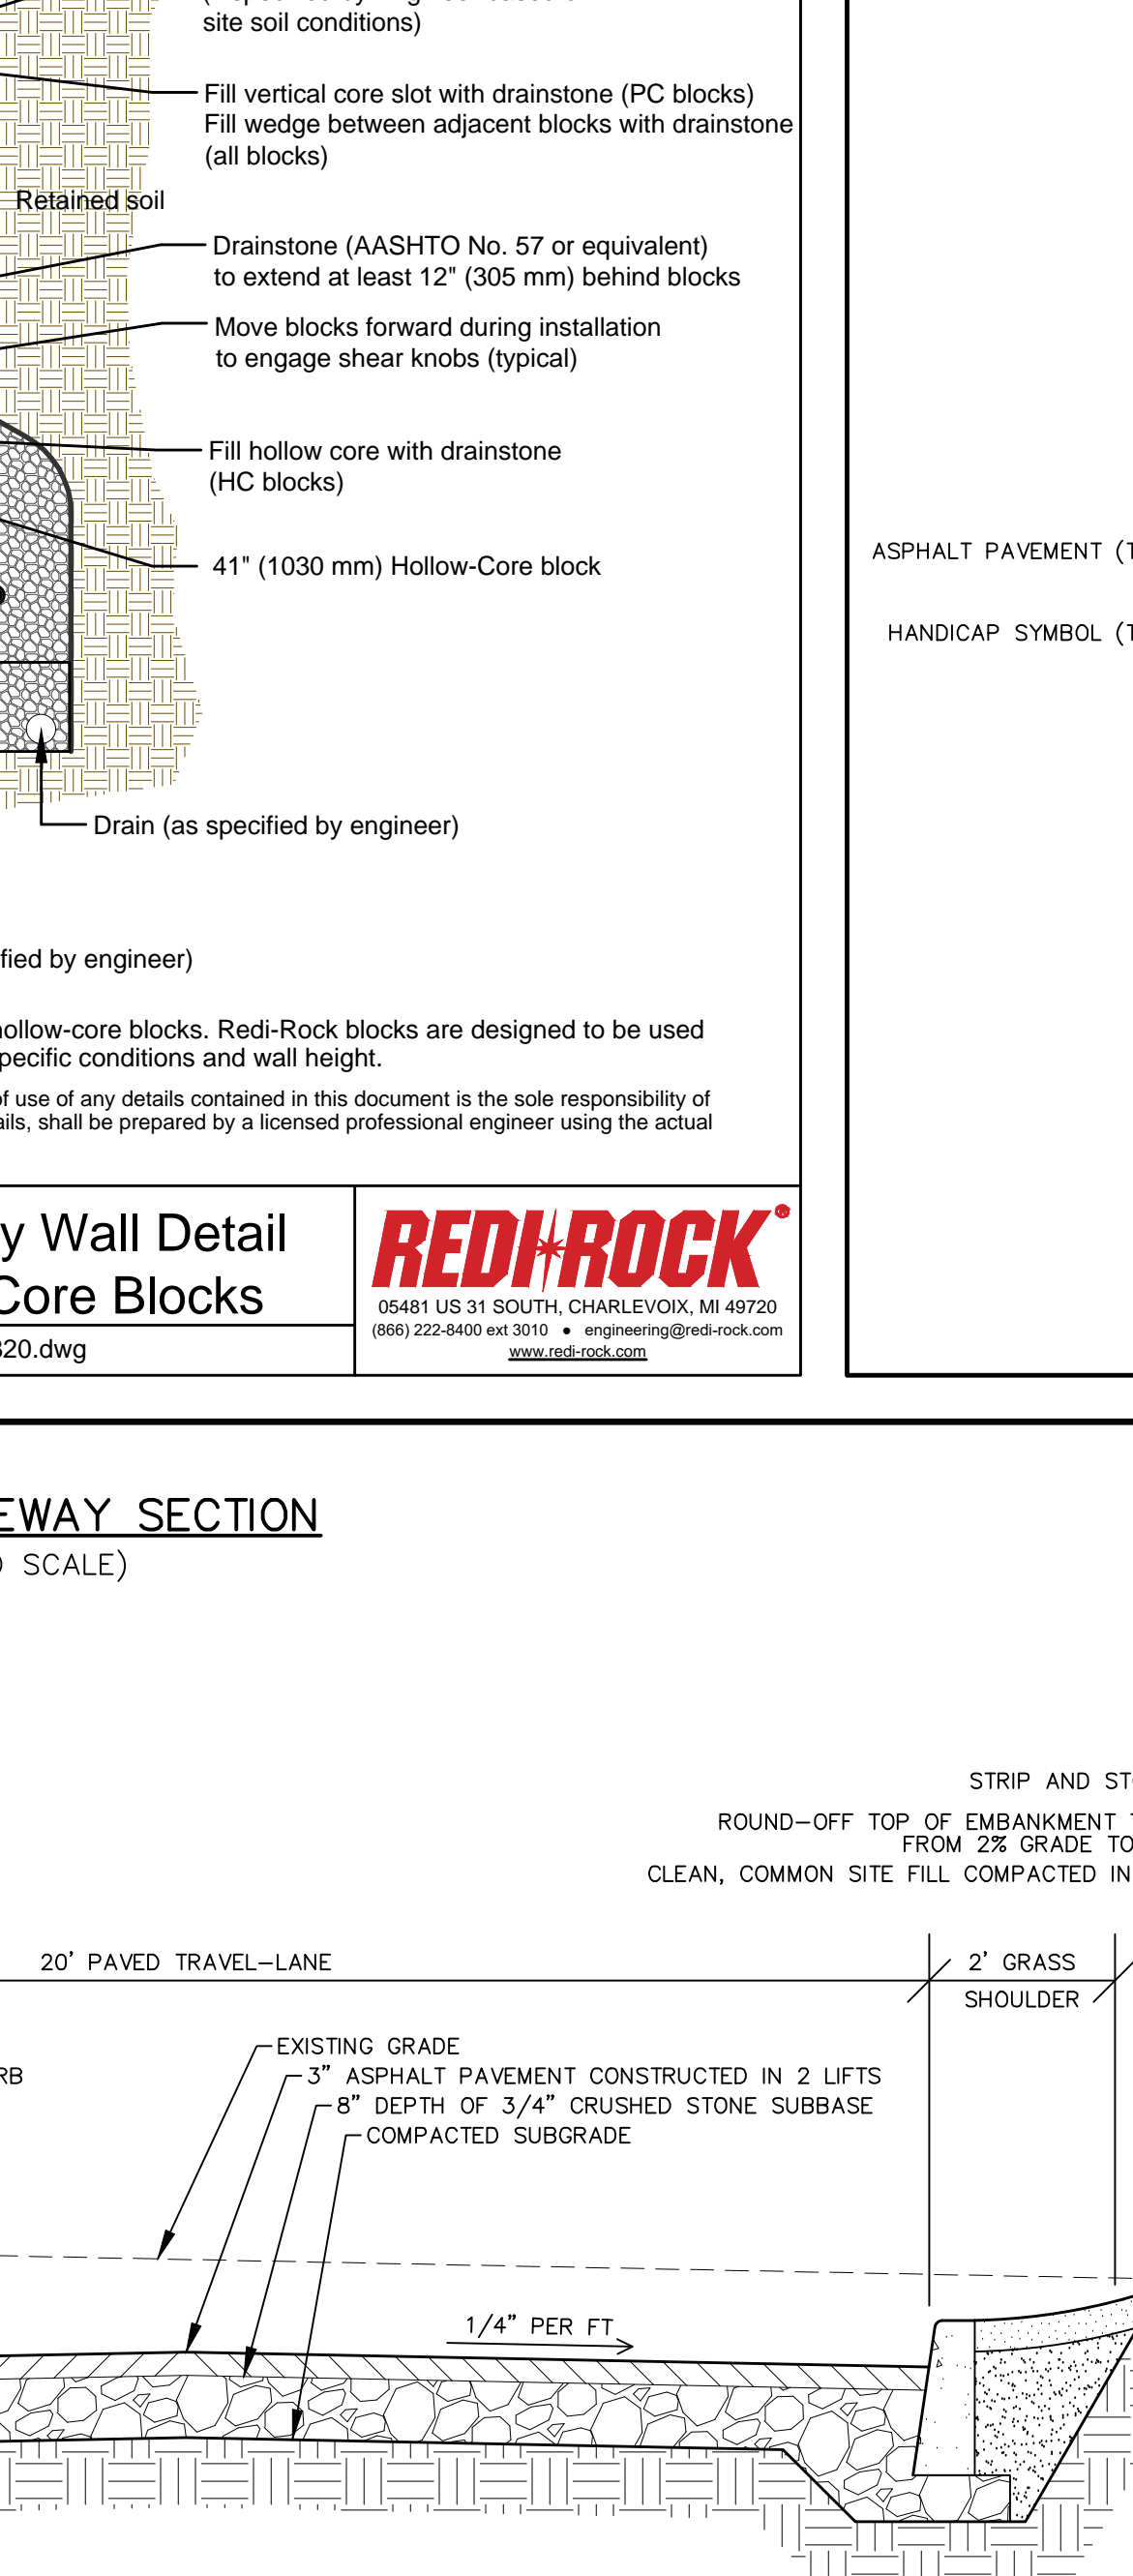 site soil conditions)
Fill vertical core slot with drainstone (PC blocks)
Fill wedge between adjacent blocks with drainstone
(all blocks)
Retained soil
Drainstone (AASHTO No. 57 or equivalent)
to extend at least 12" (305 mm) behind blocks
Move blocks forward during installation
to engage shear knobs (typical)
Fill hollow core with drainstone
(HC blocks)
41" (1030 mm) Hollow-Core block
Drain (as specified by engineer)
fied by engineer)
hollow-core blocks. Redi-Rock blocks are designed to be used
pecific conditions and wall height.
of use of any details contained in this document is the sole responsibility of
ails, shall be prepared by a licensed professional engineer using the actual
y Wall Detail
Core Blocks
320.dwg
REDI-ROCK®
05481 US 31 SOUTH, CHARLEVOIX, MI 49720
(866) 222-8400 ext 3010 ● engineering@redi-rock.com
www.redi-rock.com
ASPHALT PAVEMENT (T
HANDICAP SYMBOL (T
EWAY SECTION
O SCALE)
STRIP AND ST
ROUND-OFF TOP OF EMBANKMENT T
FROM 2% GRADE TO
CLEAN, COMMON SITE FILL COMPACTED IN
20' PAVED TRAVEL-LANE
2' GRASS
SHOULDER
EXISTING GRADE
RB
3" ASPHALT PAVEMENT CONSTRUCTED IN 2 LIFTS
8" DEPTH OF 3/4" CRUSHED STONE SUBBASE
COMPACTED SUBGRADE
1/4" PER FT